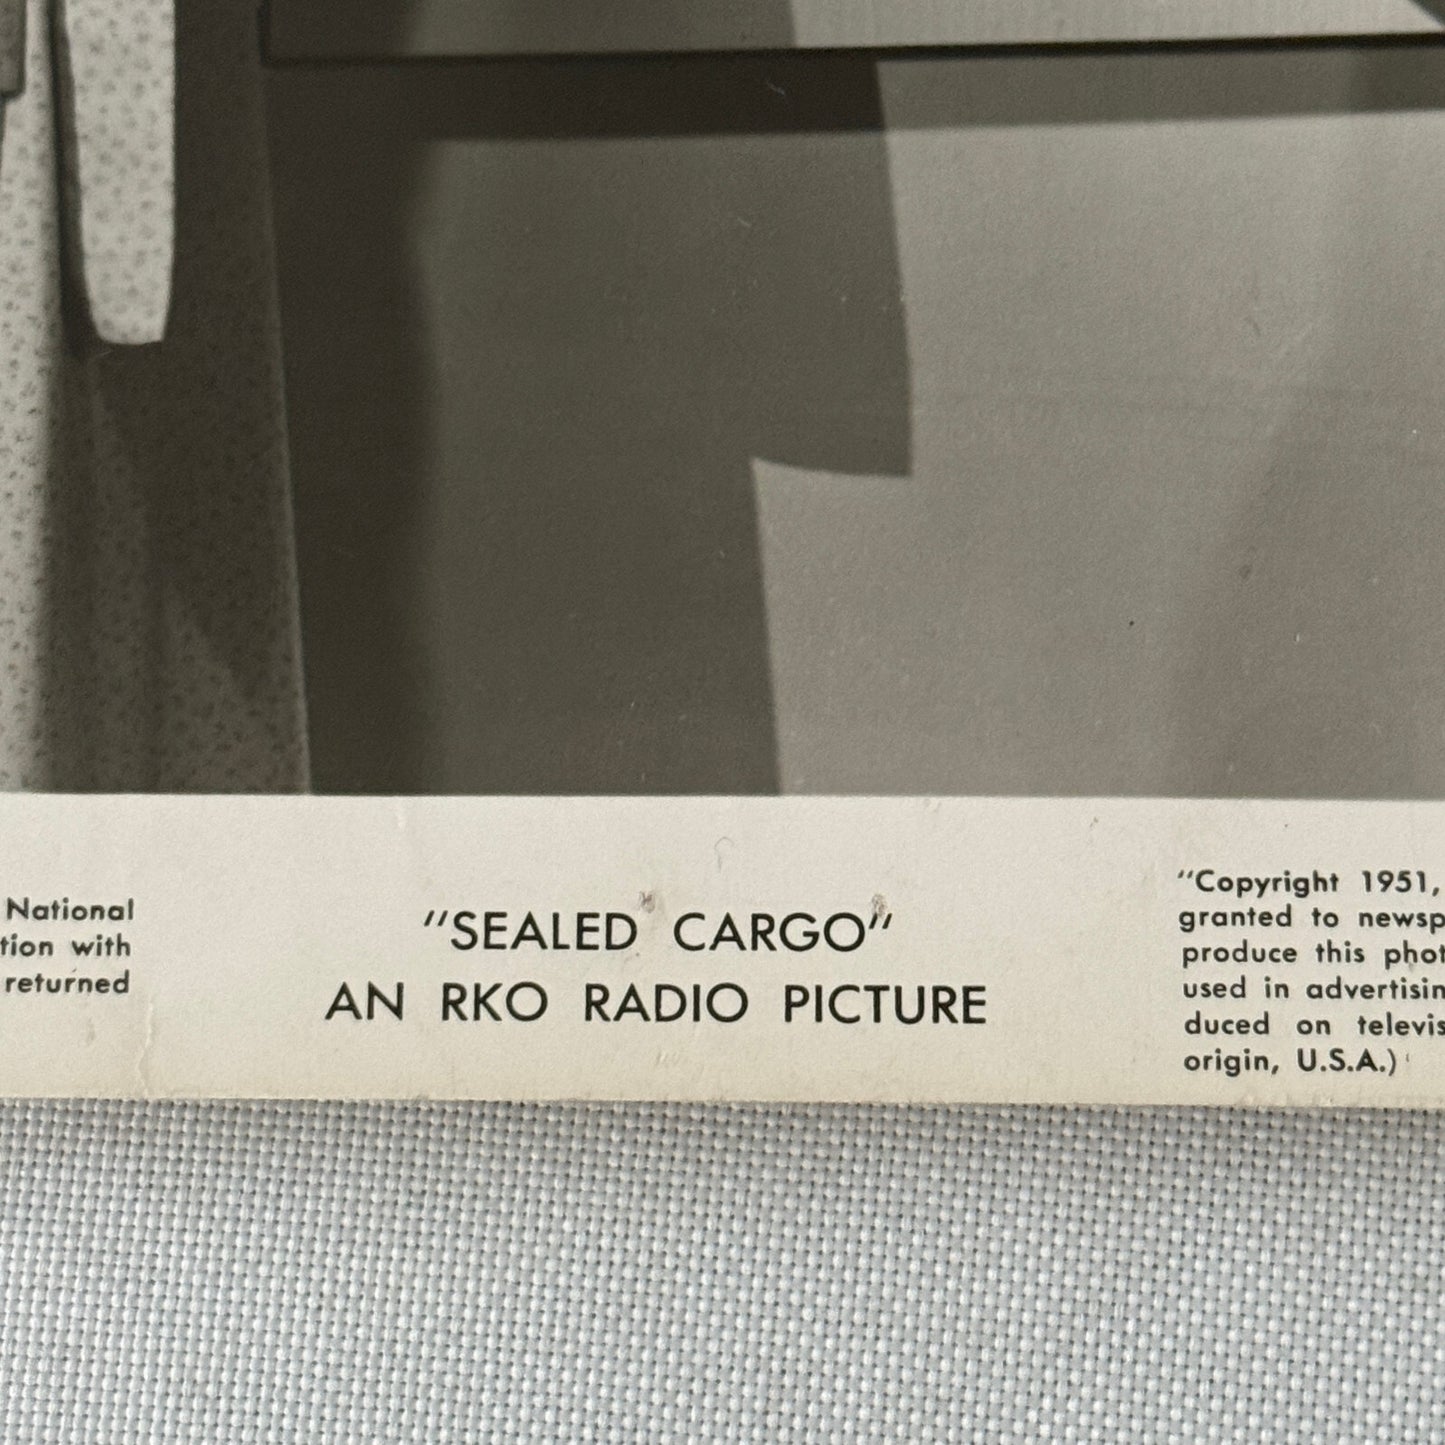 National
tion with
returned
"SEALED CARGO"
AN RKO RADIO PICTURE
"Copyright 1951,
granted to newsp
produce this phot
used in advertisin
duced on televis
origin, U.S.A.)